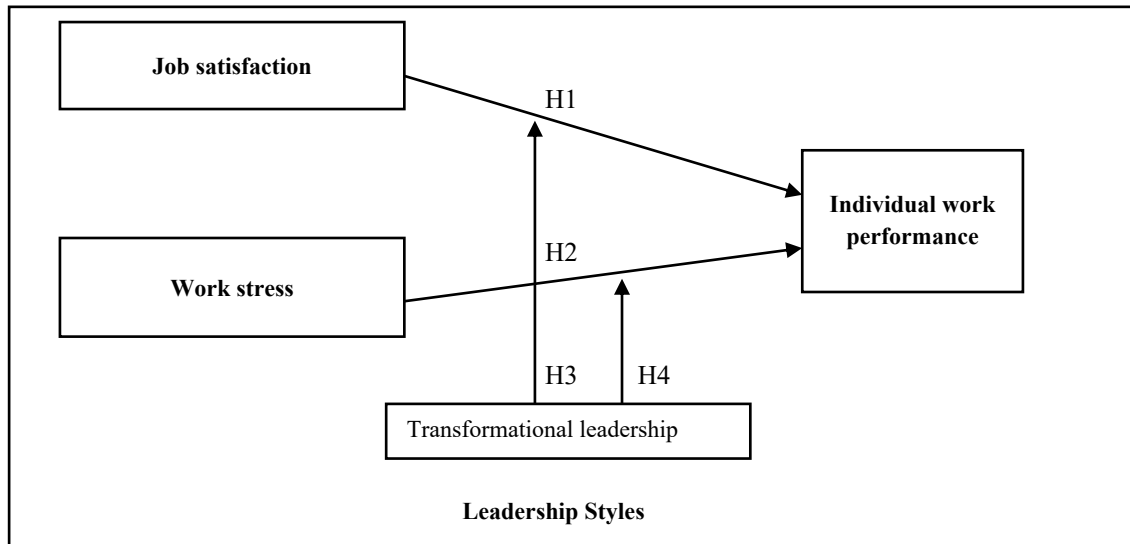 Job satisfaction
H1
Individual work
performance
H2
Work stress
H3
H4
Transformational leadership
Leadership Styles